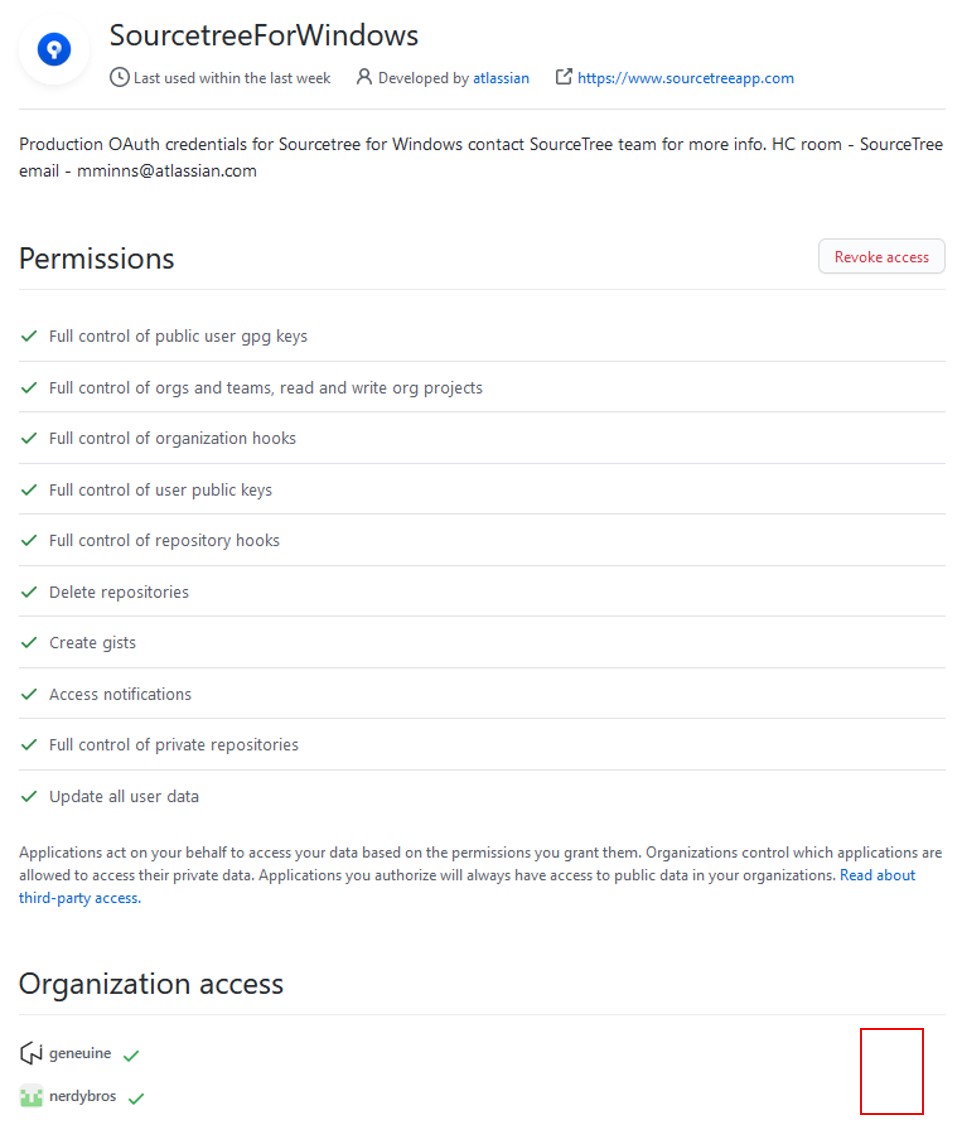 SourcetreeForWindows
Last used within the last week Developed by atlassian https://www.sourcetreeapp.com
Production OAuth credentials for Sourcetree for Windows contact SourceTree team for more info. HC room - SourceTree
email - mminns@atlassian.com
Permissions
Revoke access
Full control of public user gpg keys
Full control of orgs and teams, read and write org projects
Full control of organization hooks
Full control of user public keys
Full control of repository hooks
Delete repositories
Create gists
Access notifications
Full control of private repositories
Update all user data
Applications act on your behalf to access your data based on the permissions you grant them. Organizations control which applications are
allowed to access their private data. Applications you authorize will always have access to public data in your organizations. Read about
third-party access.
Organization access
geneuine
nerdybros